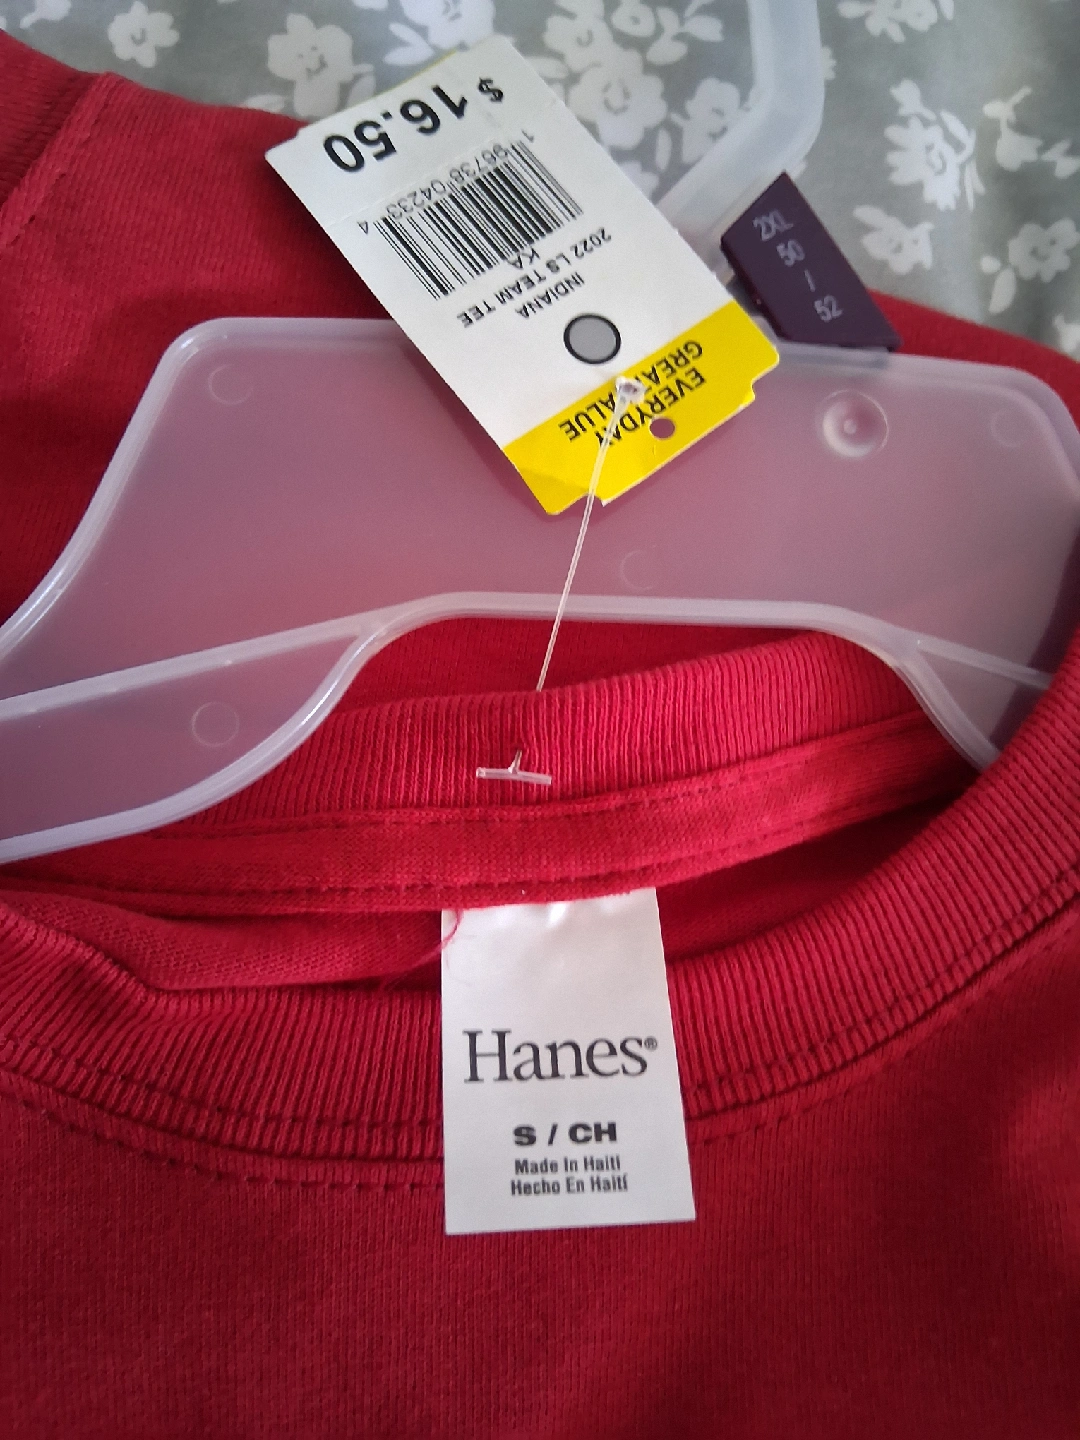 $16.50
1 96738 04233 4
2022 LS TEAM TEE
KA
INDIANA
EVERYDAY
GREAT VALUE
2XL
50
/
52
Hanes®
S / CH
Made In Haiti
Hecho En Haití